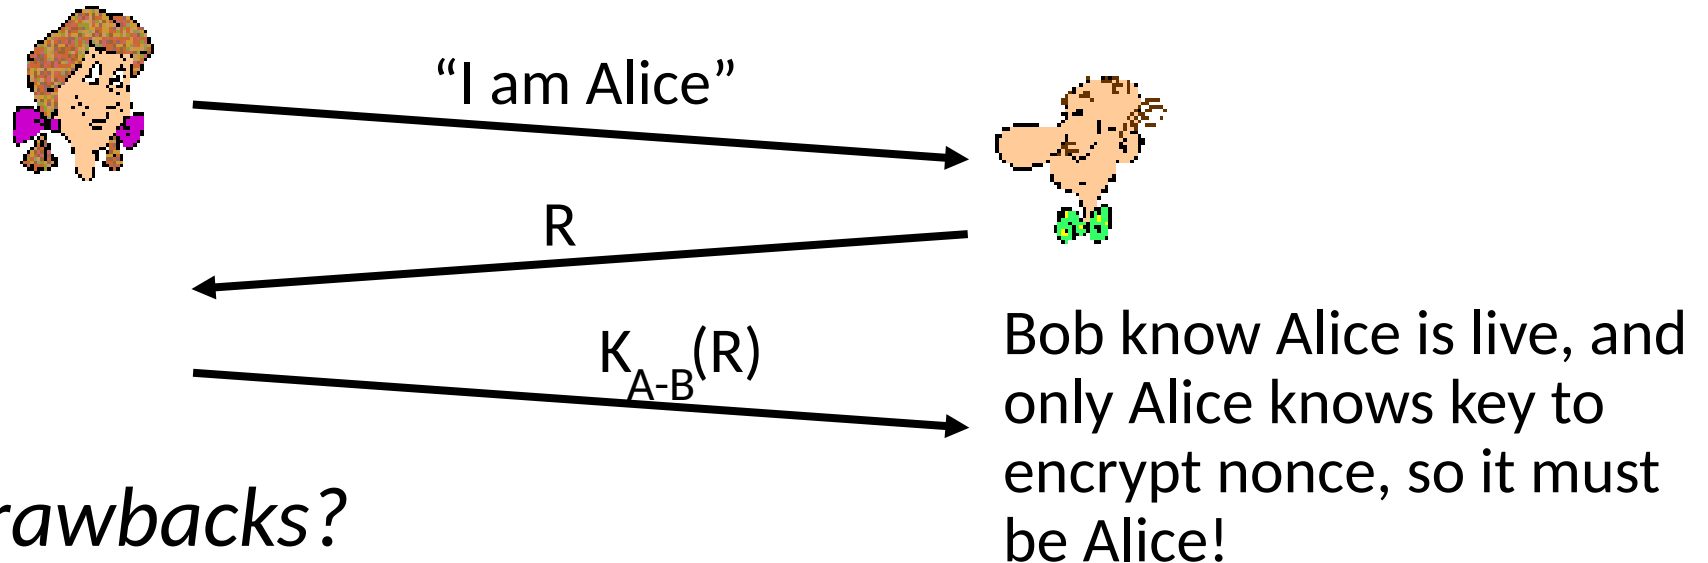 “I am Alice”
R
K_A-B(R)
Bob know Alice is live, and
only Alice knows key to
encrypt nonce, so it must
be Alice!
rawbacks?